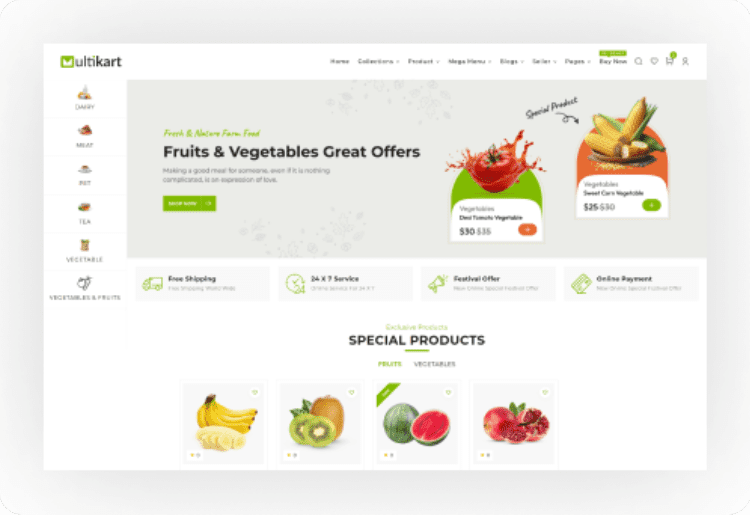 Multikart
Home Collections Product Mega Menu Blogs Seller Pages Buy Now
DAIRY
MEAT
PET
TEA
VEGETABLE
VEGETABLES & FRUITS
Fresh & Nature Farm Food
Fruits & Vegetables Great Offers
Making a good meal for someone, even if it is nothing
complicated, is an expression of love.
SHOP NOW
Special Product
Vegetables
Desi Tomato Vegetable
$30 $35
Vegetables
Sweet Corn Vegetable
$25 $30
Free Shipping
Free Shipping World Wide
24 X 7 Service
Online Service For 24 X 7
Festival Offer
New Online Special Festival Offer
Online Payment
New Online Special Festival Offer
Exclusive Products
SPECIAL PRODUCTS
FRUITS VEGETABLES